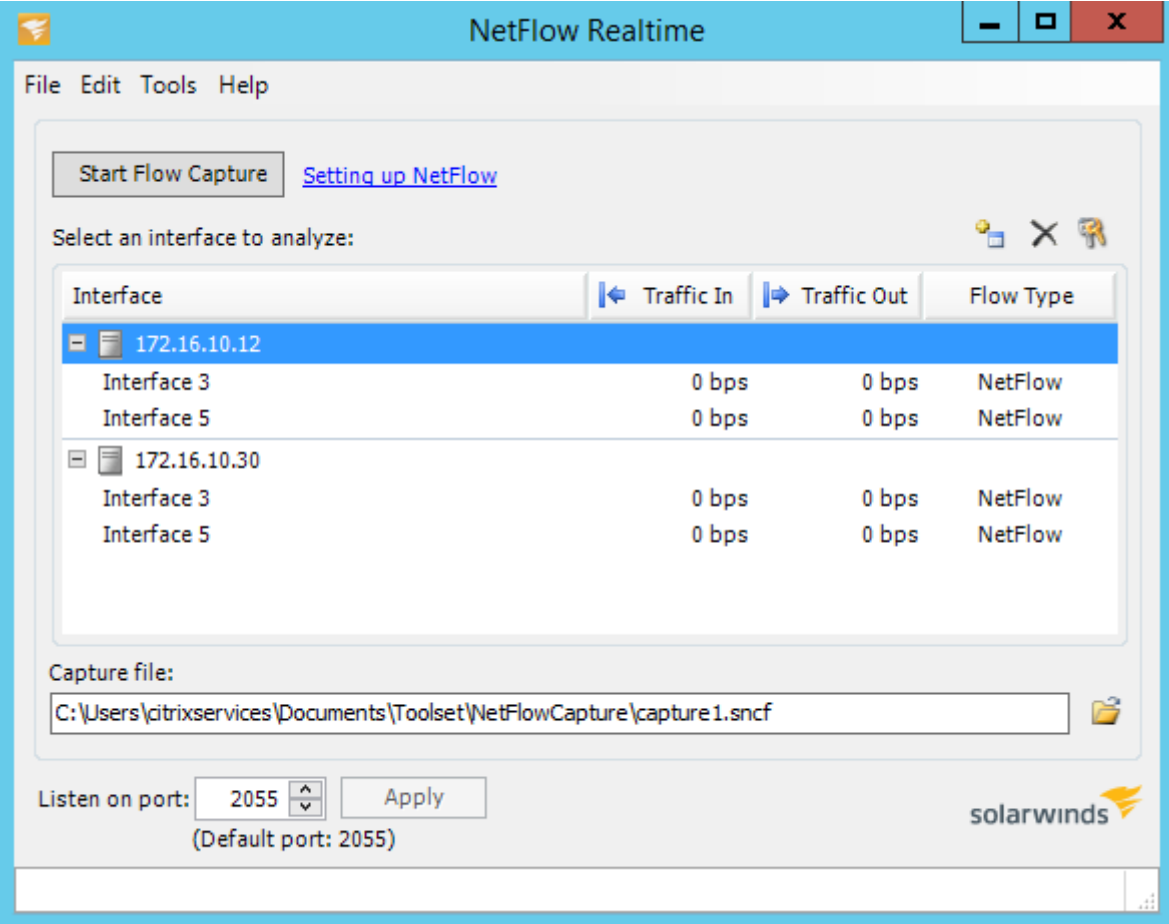 NetFlow Realtime
File Edit Tools Help
Start Flow Capture Setting up NetFlow
Select an interface to analyze:
Interface Traffic In Traffic Out Flow Type
172.16.10.12
Interface 3 0 bps 0 bps NetFlow
Interface 5 0 bps 0 bps NetFlow
172.16.10.30
Interface 3 0 bps 0 bps NetFlow
Interface 5 0 bps 0 bps NetFlow
Capture file:
C:\Users\citrixservices\Documents\Toolset\NetFlowCapture\capture1.sncf
Listen on port: 2055 Apply
(Default port: 2055)
solarwinds